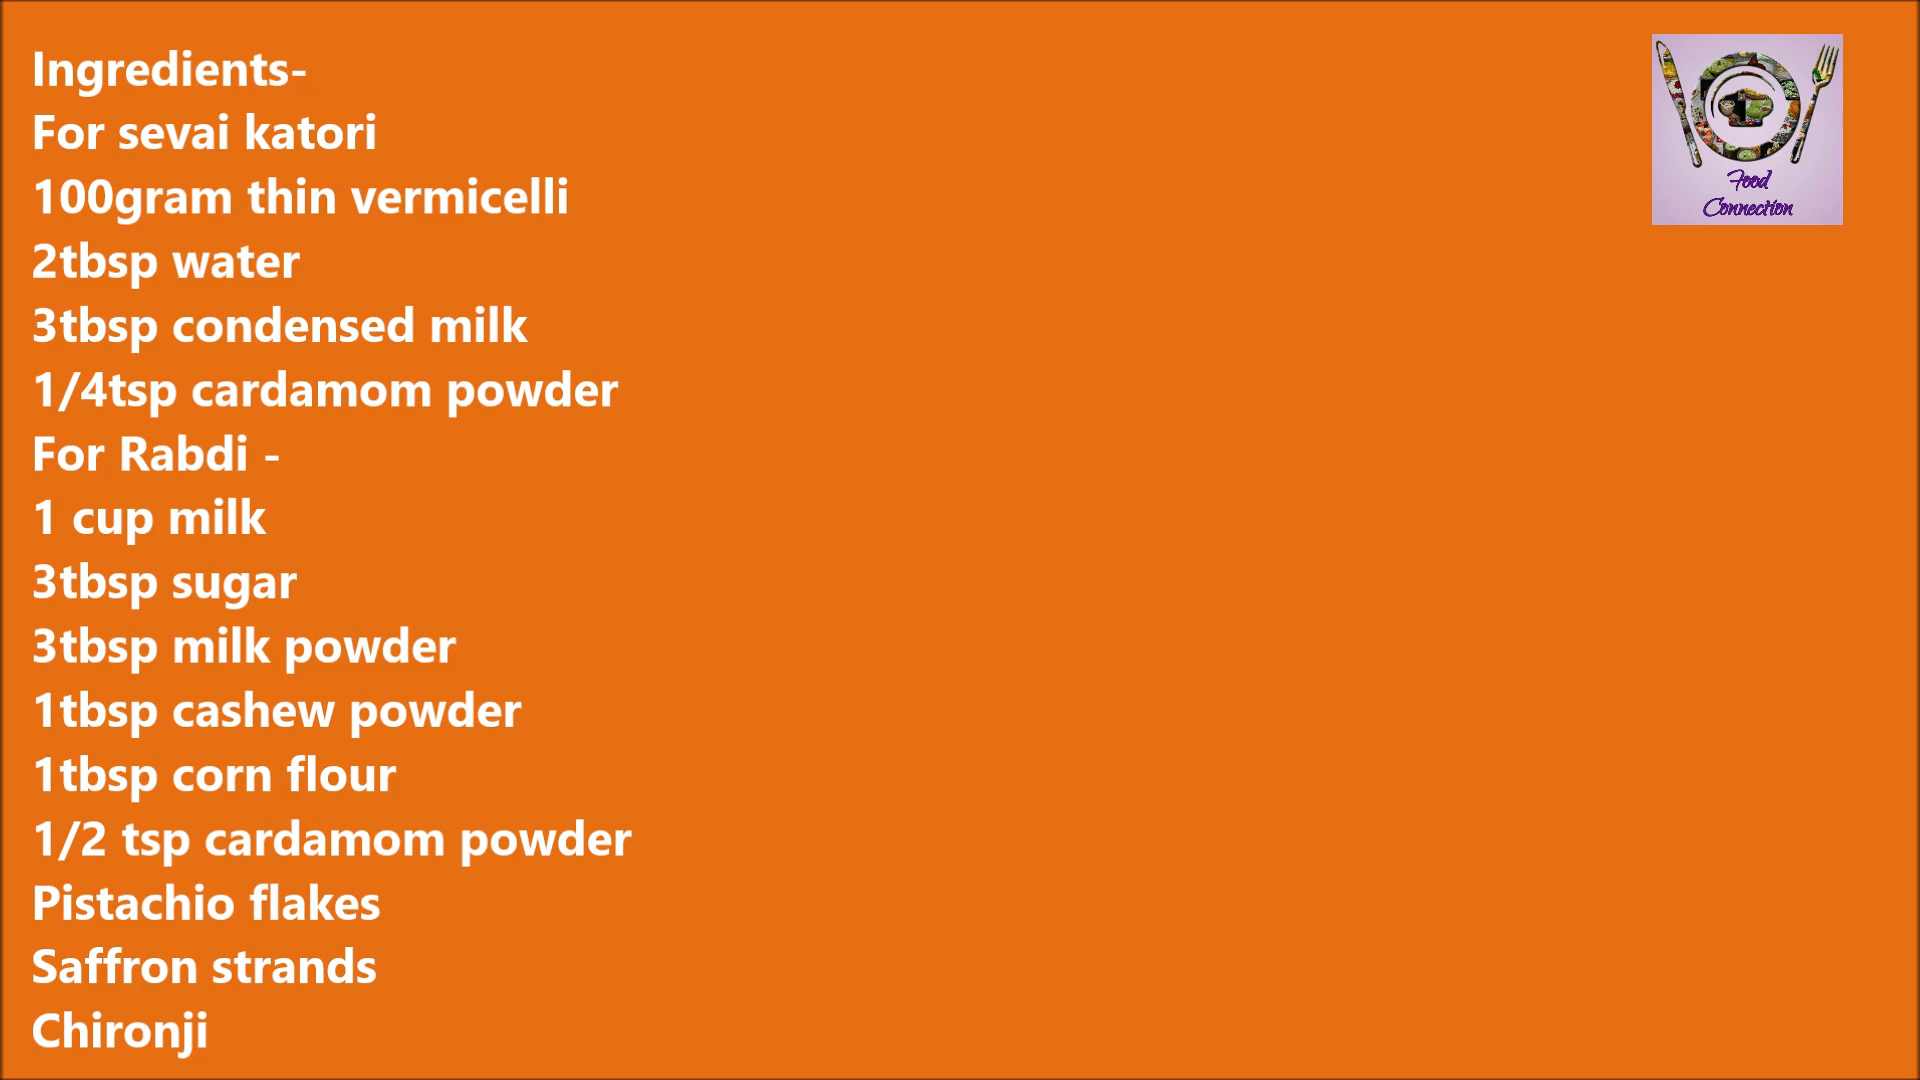 Ingredients-
For sevai katori
100gram thin vermicelli
2tbsp water
3tbsp condensed milk
1/4tsp cardamom powder
For Rabdi -
1 cup milk
3tbsp sugar
3tbsp milk powder
1tbsp cashew powder
1tbsp corn flour
1/2 tsp cardamom powder
Pistachio flakes
Saffron strands
Chironji
Food
Connection